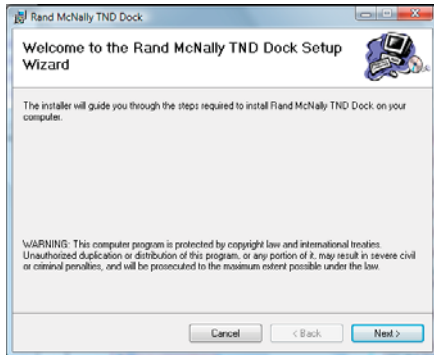 Rand McNally TND Dock
Welcome to the Rand McNally TND Dock Setup
Wizard
The installer will guide you through the steps required to install Rand McNally TND Dock on your
computer.
WARNING: This computer program is protected by copyright law and international treaties.
Unauthorized duplication or distribution of this program, or any portion of it, may result in severe civil
or criminal penalties, and will be prosecuted to the maximum extent possible under the law.
Cancel
< Back
Next >